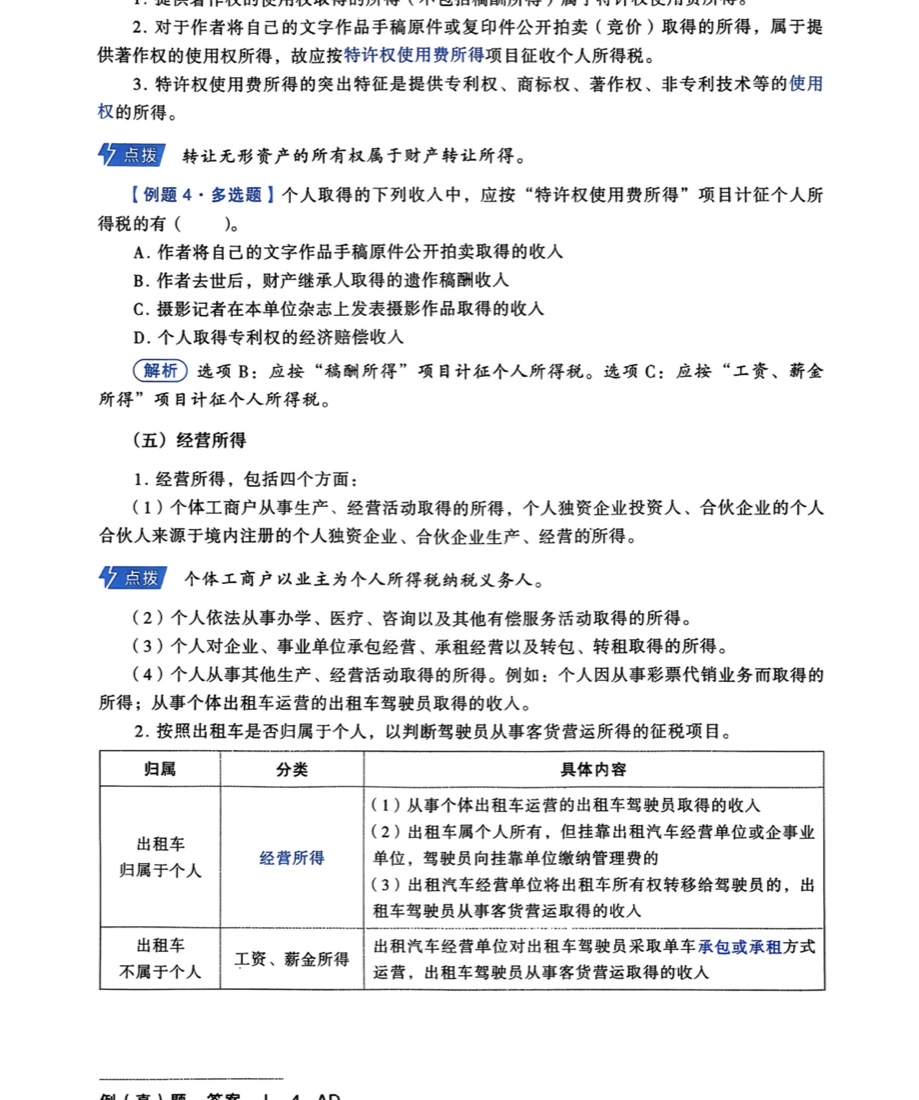 1. 提供著作权的使用权取得的所得（不包括稿酬所得）属于特许权使用费所得。
2. 对于作者将自己的文字作品手稿原件或复印件公开拍卖（竞价）取得的所得，属于提
供著作权的使用权所得，故应按特许权使用费所得项目征收个人所得税。
3. 特许权使用费所得的突出特征是提供专利权、商标权、著作权、非专利技术等的使用
权的所得。
点拨 转让无形资产的所有权属于财产转让所得。
【例题 4·多选题】个人取得的下列收入中，应按“特许权使用费所得”项目计征个人所
得税的有（　　）。
A. 作者将自己的文字作品手稿原件公开拍卖取得的收入
B. 作者去世后，财产继承人取得的遗作稿酬收入
C. 摄影记者在本单位杂志上发表摄影作品取得的收入
D. 个人取得专利权的经济赔偿收入
解析 选项 B：应按“稿酬所得”项目计征个人所得税。选项 C：应按“工资、薪金
所得”项目计征个人所得税。
（五）经营所得
1. 经营所得，包括四个方面：
（1）个体工商户从事生产、经营活动取得的所得，个人独资企业投资人、合伙企业的个人
合伙人来源于境内注册的个人独资企业、合伙企业生产、经营的所得。
点拨 个体工商户以业主为个人所得税纳税义务人。
（2）个人依法从事办学、医疗、咨询以及其他有偿服务活动取得的所得。
（3）个人对企业、事业单位承包经营、承租经营以及转包、转租取得的所得。
（4）个人从事其他生产、经营活动取得的所得。例如：个人因从事彩票代销业务而取得的
所得；从事个体出租车运营的出租车驾驶员取得的收入。
2. 按照出租车是否归属于个人，以判断驾驶员从事客货营运所得的征税项目。
归属 分类 具体内容
出租车
归属于个人
经营所得
（1）从事个体出租车运营的出租车驾驶员取得的收入
（2）出租车属个人所有，但挂靠出租汽车经营单位或企事业
单位，驾驶员向挂靠单位缴纳管理费的
（3）出租汽车经营单位将出租车所有权转移给驾驶员的，出
租车驾驶员从事客货营运取得的收入
出租车
不属于个人
工资、薪金所得
出租汽车经营单位对出租车驾驶员采取单车承包或承租方式
运营，出租车驾驶员从事客货营运取得的收入